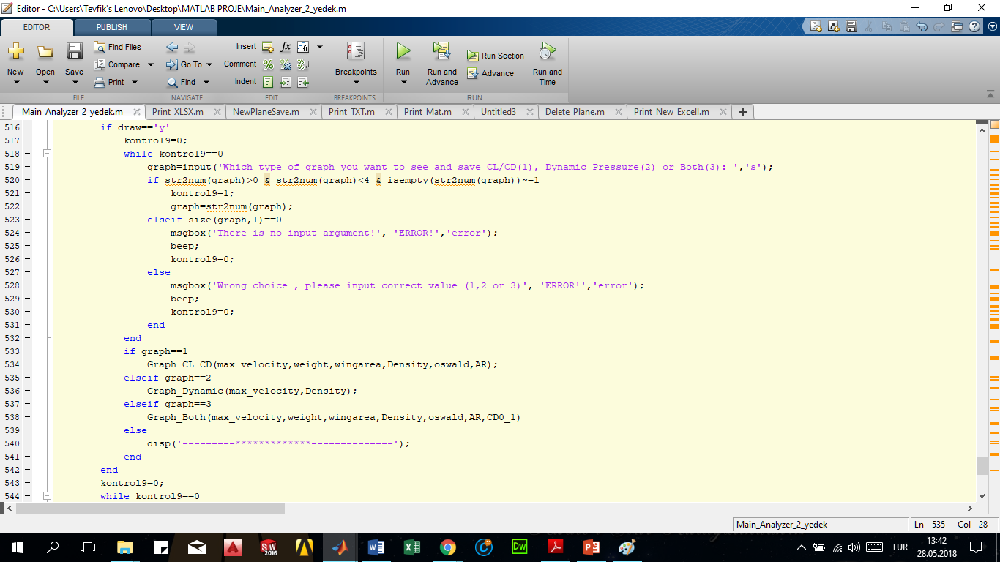 Editor - C:\Users\Tevfik's Lenovo\Desktop\MATLAB PROJE\Main_Analyzer_2_yedek.m
EDİTOR PUBLİSH VİEW
New Open Save Find Files Compare Print Go To Find Insert fx Comment Indent Breakpoints Run Run and Advance Run Section Advance Run and Time
FİLE NAVİGATE EDİT BREAKPOİNTS RUN
Main_Analyzer_2_yedek.m Print_XLSX.m NewPlaneSave.m Print_TXT.m Print_Mat.m Untitled3 Delete_Plane.m Print_New_Excell.m
516 – if draw=='y'
517 – kontrol9=0;
518 – while kontrol9==0
519 – graph=input('Which type of graph you want to see and save CL/CD(1), Dynamic Pressure(2) or Both(3): ','s');
520 – if str2num(graph)>0 & str2num(graph)<4 & isempty(str2num(graph))~=1
521 – kontrol9=1;
522 – graph=str2num(graph);
523 – elseif size(graph,1)==0
524 – msgbox('There is no input argument!', 'ERROR!','error');
525 – beep;
526 – kontrol9=0;
527 – else
528 – msgbox('Wrong choice , please input correct value (1,2 or 3)', 'ERROR!','error');
529 – beep;
530 – kontrol9=0;
531 – end
532 – end
533 – if graph==1
534 – Graph_CL_CD(max_velocity,weight,wingarea,Density,oswald,AR);
535 – elseif graph==2
536 – Graph_Dynamic(max_velocity,Density);
537 – elseif graph==3
538 – Graph_Both(max_velocity,weight,wingarea,Density,oswald,AR,CD0_1)
539 – else
540 – disp('---------*************--------------');
541 – end
542 – end
543 – kontrol9=0;
544 – while kontrol9==0
Main_Analyzer_2_yedek Ln 535 Col 28
SW 2016 Dw TUR 13:42
28.05.2018